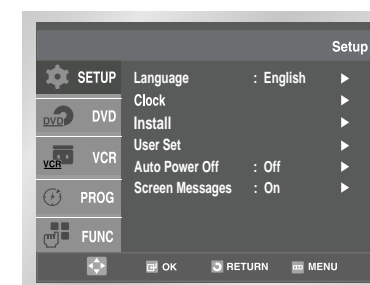 Setup
SETUP
DVD DVD
VCR VCR
PROG
FUNC
Language : English ►
Clock ►
Install ►
User Set ►
Auto Power Off : Off ►
Screen Messages : On ►
OK RETURN MENU